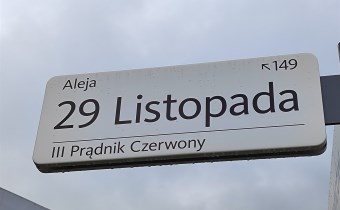 Aleja ↖149
29 Listopada
III Prądnik Czerwony